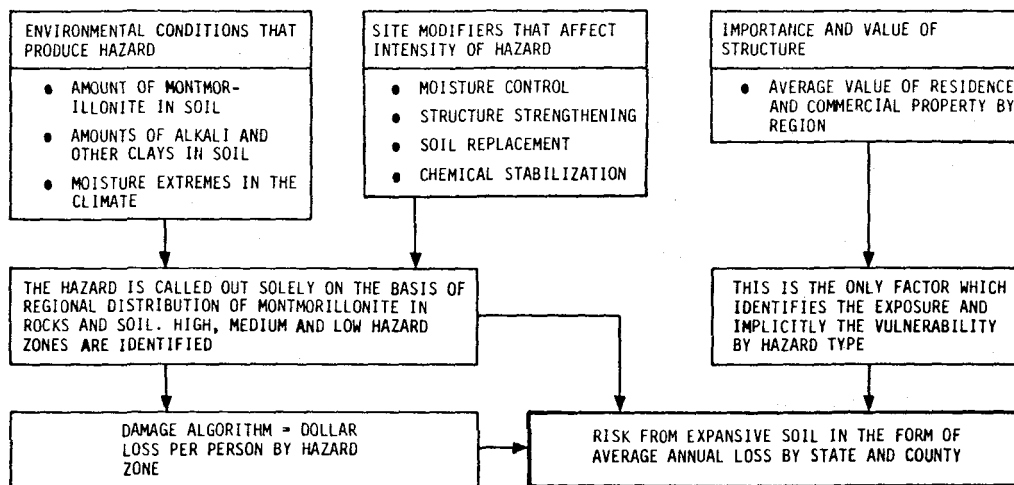 ENVIRONMENTAL CONDITIONS THAT
PRODUCE HAZARD
● AMOUNT OF MONTMOR-
ILLONITE IN SOIL
● AMOUNTS OF ALKALI AND
OTHER CLAYS IN SOIL
● MOISTURE EXTREMES IN THE
CLIMATE
SITE MODIFIERS THAT AFFECT
INTENSITY OF HAZARD
● MOISTURE CONTROL
● STRUCTURE STRENGTHENING
● SOIL REPLACEMENT
● CHEMICAL STABILIZATION
IMPORTANCE AND VALUE OF
STRUCTURE
● AVERAGE VALUE OF RESIDENCE
AND COMMERCIAL PROPERTY BY
REGION
THE HAZARD IS CALLED OUT SOLELY ON THE BASIS OF
REGIONAL DISTRIBUTION OF MONTMORILLONITE IN
ROCKS AND SOIL. HIGH, MEDIUM AND LOW HAZARD
ZONES ARE IDENTIFIED
THIS IS THE ONLY FACTOR WHICH
IDENTIFIES THE EXPOSURE AND
IMPLICITLY THE VULNERABILITY
BY HAZARD TYPE
DAMAGE ALGORITHM = DOLLAR
LOSS PER PERSON BY HAZARD
ZONE
RISK FROM EXPANSIVE SOIL IN THE FORM OF
AVERAGE ANNUAL LOSS BY STATE AND COUNTY